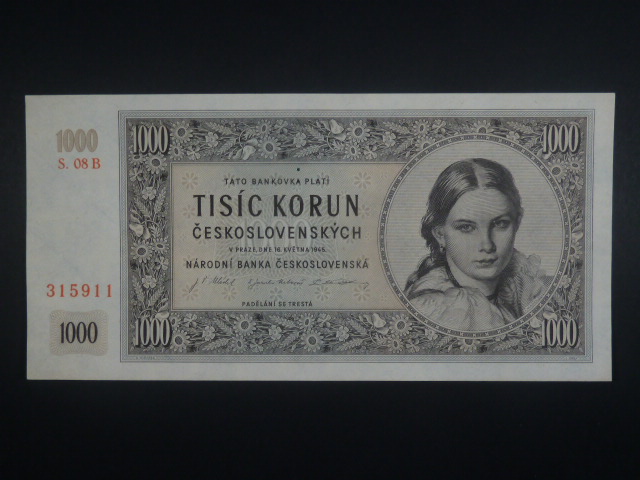 1000
S. 08 B
315911
1000
1000
1000
TATO BANKOVKA PLATÍ
TISÍC KORUN
ČESKOSLOVENSKÝCH
V PRAZE, DNE 16. KVĚTNA 1945.
NÁRODNÍ BANKA ČESKOSLOVENSKÁ
PADĚLÁNÍ SE TRESTÁ
1000
1000